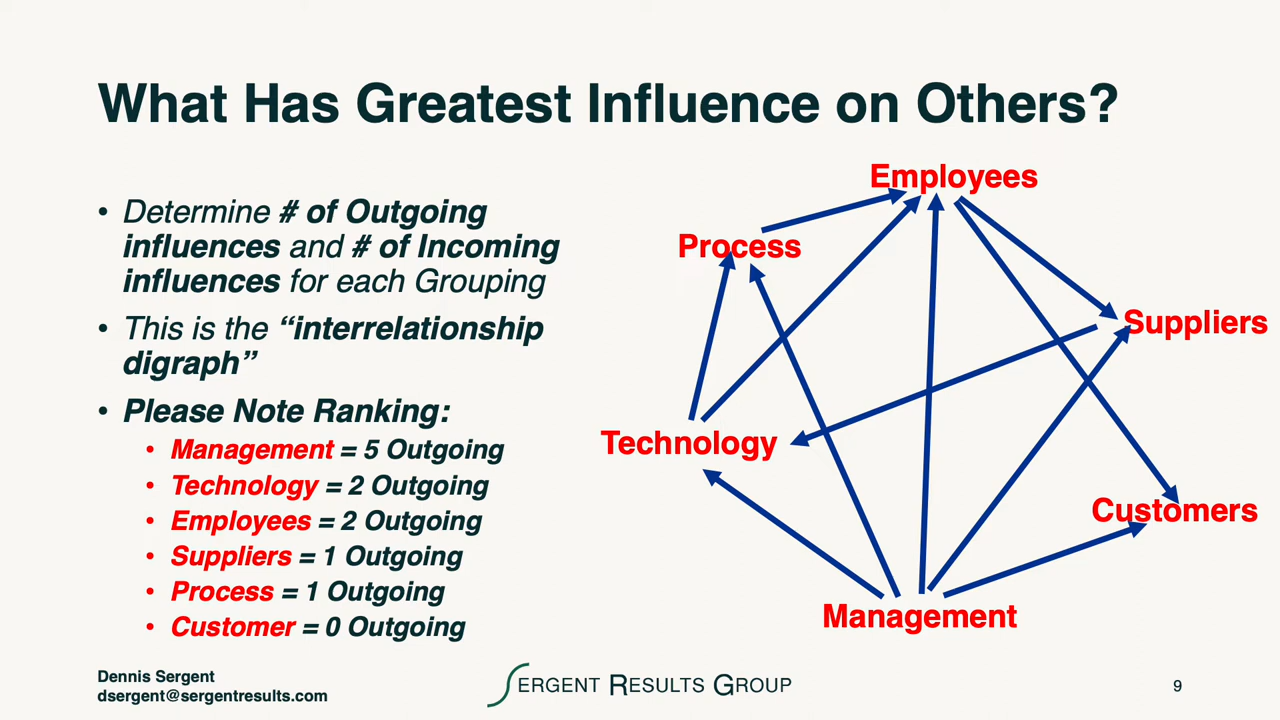 What Has Greatest Influence on Others?
• Determine # of Outgoing
influences and # of Incoming
influences for each Grouping
• This is the “interrelationship
digraph”
• Please Note Ranking:
• Management = 5 Outgoing
• Technology = 2 Outgoing
• Employees = 2 Outgoing
• Suppliers = 1 Outgoing
• Process = 1 Outgoing
• Customer = 0 Outgoing
Employees
Process
Suppliers
Technology
Customers
Management
Dennis Sergent
dsergent@sergentresults.com
SERGENT RESULTS GROUP
9